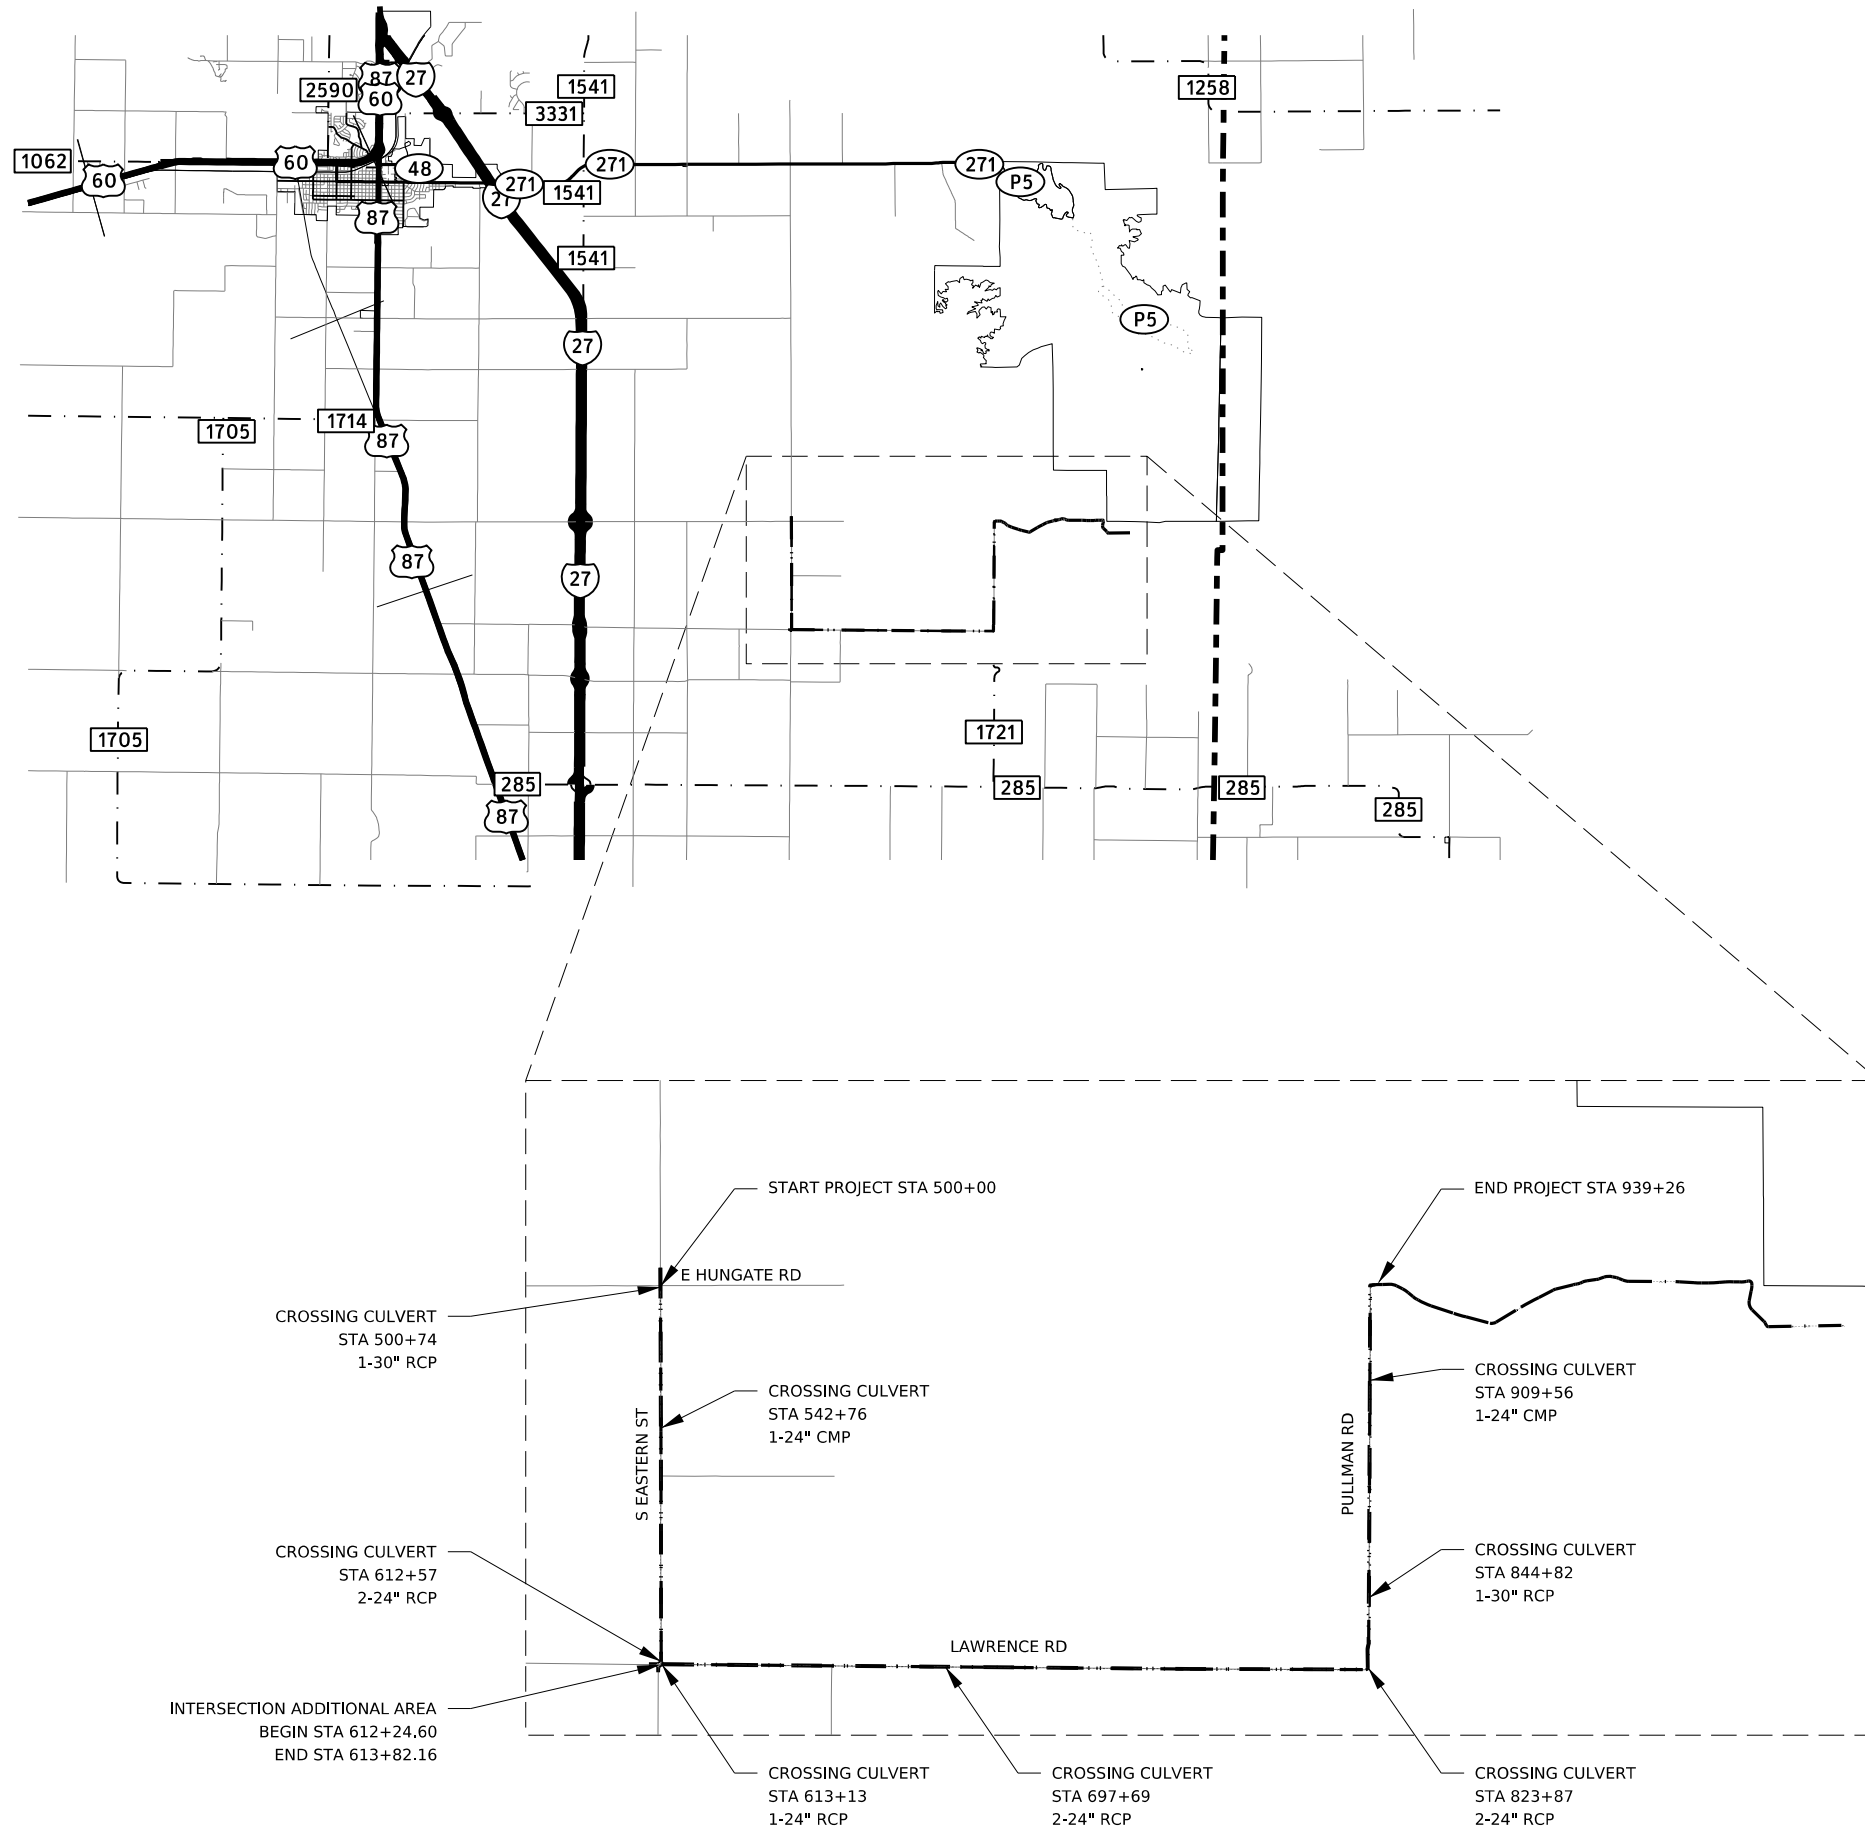 87
27
2590
60
1541
3331
1258
1062
60
60
48
271
271
271
P5
27
1541
87
1541
P5
27
1714
1705
87
87
27
1705
1721
285
285
285
285
87
START PROJECT STA 500+00
END PROJECT STA 939+26
E HUNGATE RD
CROSSING CULVERT
STA 500+74
1-30" RCP
CROSSING CULVERT
STA 542+76
1-24" CMP
CROSSING CULVERT
STA 909+56
1-24" CMP
S EASTERN ST
PULLMAN RD
CROSSING CULVERT
STA 612+57
2-24" RCP
CROSSING CULVERT
STA 844+82
1-30" RCP
LAWRENCE RD
INTERSECTION ADDITIONAL AREA
BEGIN STA 612+24.60
END STA 613+82.16
CROSSING CULVERT
STA 613+13
1-24" RCP
CROSSING CULVERT
STA 697+69
2-24" RCP
CROSSING CULVERT
STA 823+87
2-24" RCP